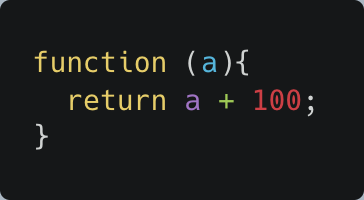 function (a){
  return a + 100;
}